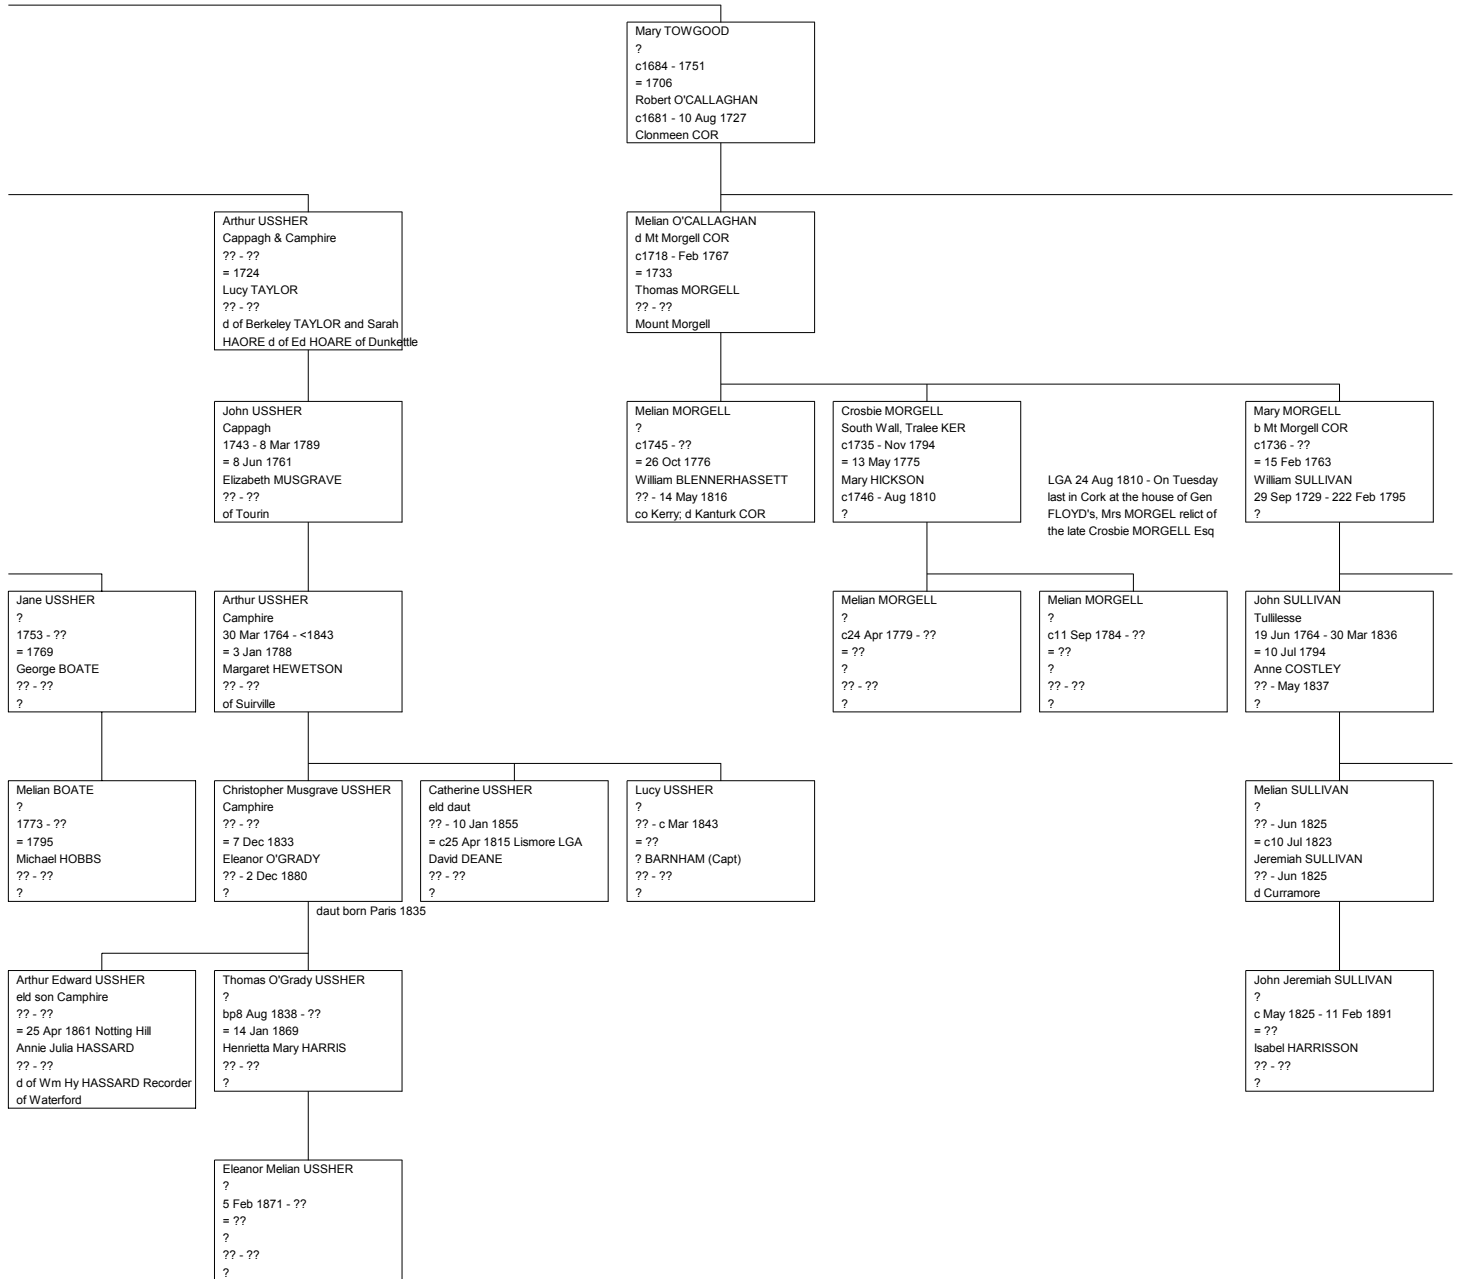 Mary TOWGOOD
?
c1684 - 1751
= 1706
Robert O'CALLAGHAN
c1681 - 10 Aug 1727
Clonmeen COR
Arthur USSHER
Cappagh & Camphire
?? - ??
= 1724
Lucy TAYLOR
?? - ??
d of Berkeley TAYLOR and Sarah
HAORE d of Ed HOARE of Dunkettle
Melian O'CALLAGHAN
d Mt Morgell COR
c1718 - Feb 1767
= 1733
Thomas MORGELL
?? - ??
Mount Morgell
John USSHER
Cappagh
1743 - 8 Mar 1789
= 8 Jun 1761
Elizabeth MUSGRAVE
?? - ??
of Tourin
Melian MORGELL
?
c1745 - ??
= 26 Oct 1776
William BLENNERHASSETT
?? - 14 May 1816
co Kerry; d Kanturk COR
Crosbie MORGELL
South Wall, Tralee KER
c1735 - Nov 1794
= 13 May 1775
Mary HICKSON
c1746 - Aug 1810
?
LGA 24 Aug 1810 - On Tuesday
last in Cork at the house of Gen
FLOYD's, Mrs MORGEL relict of
the late Crosbie MORGELL Esq
Mary MORGELL
b Mt Morgell COR
c1736 - ??
= 15 Feb 1763
William SULLIVAN
29 Sep 1729 - 222 Feb 1795
?
Jane USSHER
?
1753 - ??
= 1769
George BOATE
?? - ??
?
Arthur USSHER
Camphire
30 Mar 1764 - <1843
= 3 Jan 1788
Margaret HEWETSON
?? - ??
of Suirville
Melian MORGELL
?
c24 Apr 1779 - ??
= ??
?
?? - ??
?
Melian MORGELL
?
c11 Sep 1784 - ??
= ??
?
?? - ??
?
John SULLIVAN
Tullilesse
19 Jun 1764 - 30 Mar 1836
= 10 Jul 1794
Anne COSTLEY
?? - May 1837
?
Melian BOATE
?
1773 - ??
= 1795
Michael HOBBS
?? - ??
?
Christopher Musgrave USSHER
Camphire
?? - ??
= 7 Dec 1833
Eleanor O'GRADY
?? - 2 Dec 1880
?
daut born Paris 1835
Catherine USSHER
eld daut
?? - 10 Jan 1855
= c25 Apr 1815 Lismore LGA
David DEANE
?? - ??
?
Lucy USSHER
?
?? - c Mar 1843
= ??
? BARNHAM (Capt)
?? - ??
?
Melian SULLIVAN
?
?? - Jun 1825
= c10 Jul 1823
Jeremiah SULLIVAN
?? - Jun 1825
d Curramore
Arthur Edward USSHER
eld son Camphire
?? - ??
= 25 Apr 1861 Notting Hill
Annie Julia HASSARD
?? - ??
d of Wm Hy HASSARD Recorder
of Waterford
Thomas O'Grady USSHER
?
bp8 Aug 1838 - ??
= 14 Jan 1869
Henrietta Mary HARRIS
?? - ??
?
John Jeremiah SULLIVAN
?
c May 1825 - 11 Feb 1891
= ??
Isabel HARRISSON
?? - ??
?
Eleanor Melian USSHER
?
5 Feb 1871 - ??
= ??
?
?? - ??
?